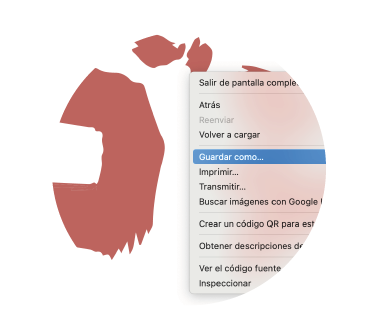 Salir de pantalla comple
Atrás
Reenviar
Volver a cargar
Guardar como...
Imprimir...
Transmitir...
Buscar imágenes con Google
Crear un código QR para est
Obtener descripciones de
Ver el código fuente
Inspeccionar